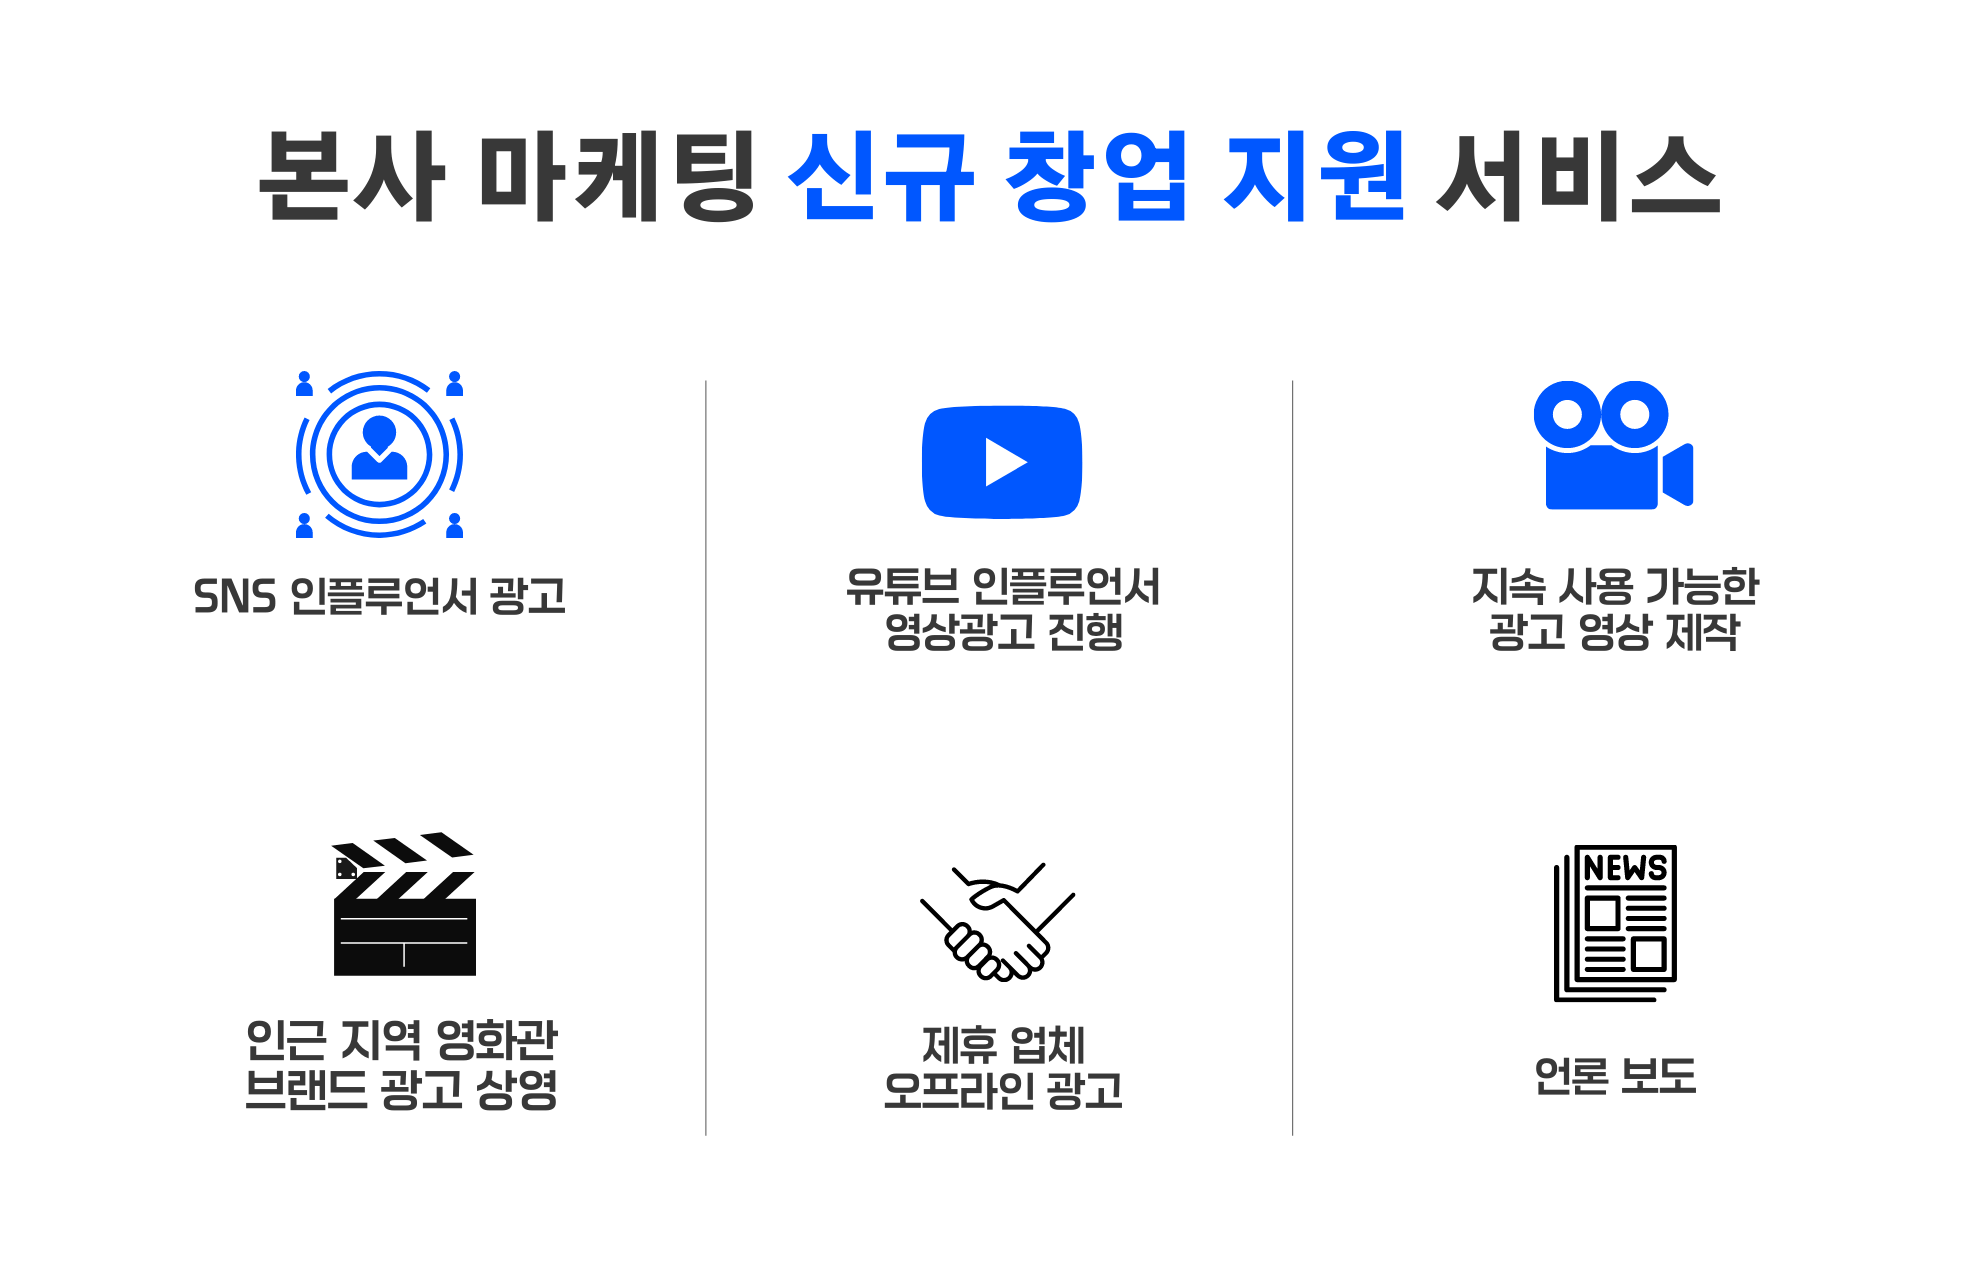 본사 마케팅 신규 창업 지원 서비스
SNS 인플루언서 광고
유튜브 인플루언서
영상광고 진행
지속 사용 가능한
광고 영상 제작
인근 지역 영화관
브랜드 광고 상영
제휴 업체
오프라인 광고
NEWS
언론 보도